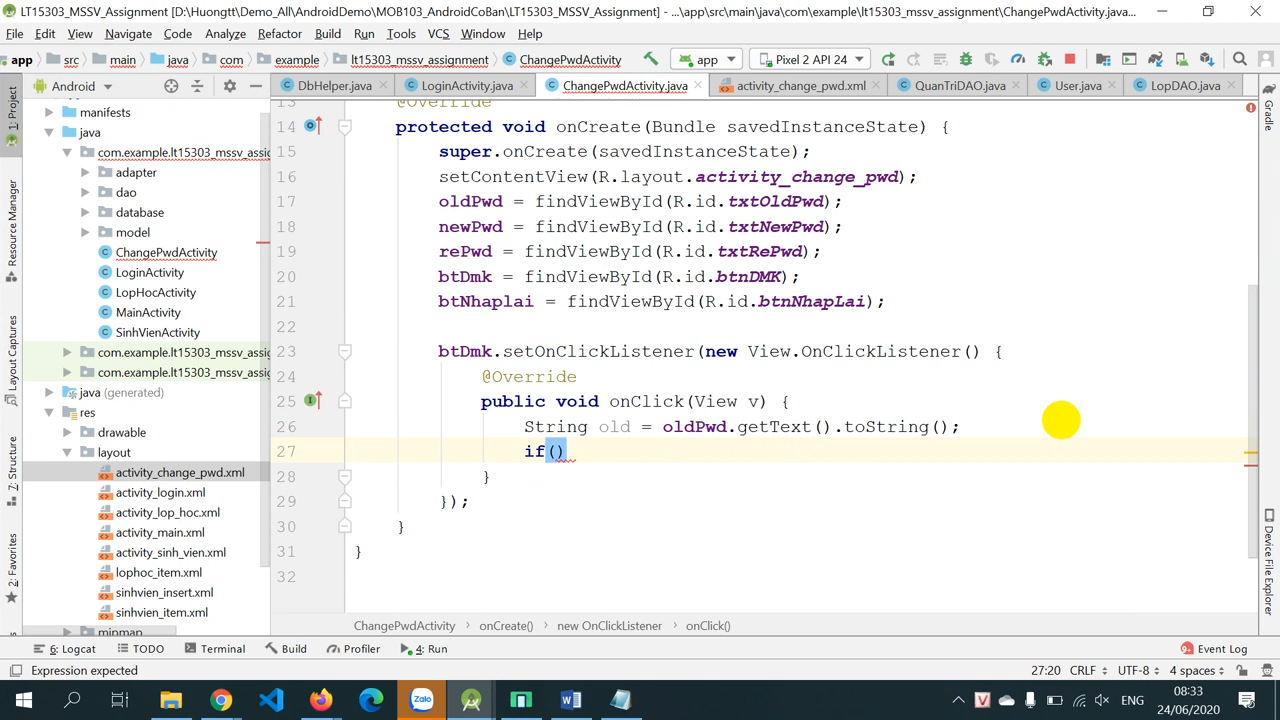 LT15303_MSSV_Assignment [D:\Huongtt\Demo_All\AndroidDemo\MOB103_AndroidCoBan\LT15303_MSSV_Assignment] - ...\app\src\main\java\com\example\lt15303_mssv_assignment\ChangePwdActivity.java...
File Edit View Navigate Code Analyze Refactor Build Run Tools VCS Window Help
app src main java com example lt15303_mssv_assignment ChangePwdActivity app Pixel 2 API 24
Android DbHelper.java LoginActivity.java ChangePwdActivity.java activity_change_pwd.xml QuanTriDAO.java User.java LopDAO.java
1: Project
Resource Manager
Layout Captures
7: Structure
2: Favorites
manifests
java
com.example.lt15303_mssv_assig
adapter
dao
database
model
ChangePwdActivity
LoginActivity
LopHocActivity
MainActivity
SinhVienActivity
com.example.lt15303_mssv_assig
com.example.lt15303_mssv_assig
java (generated)
res
drawable
layout
activity_change_pwd.xml
activity_login.xml
activity_lop_hoc.xml
activity_main.xml
activity_sinh_vien.xml
lophoc_item.xml
sinhvien_insert.xml
sinhvien_item.xml
mipmap
13 @Override
14 protected void onCreate(Bundle savedInstanceState) {
15 super.onCreate(savedInstanceState);
16 setContentView(R.layout.activity_change_pwd);
17 oldPwd = findViewById(R.id.txtOldPwd);
18 newPwd = findViewById(R.id.txtNewPwd);
19 rePwd = findViewById(R.id.txtRePwd);
20 btDmk = findViewById(R.id.btnDMK);
21 btNhaplai = findViewById(R.id.btnNhapLai);
22
23 btDmk.setOnClickListener(new View.OnClickListener() {
24 @Override
25 public void onClick(View v) {
26 String old = oldPwd.getText().toString();
27 if()
28 }
29 });
30 }
31 }
32
Gradle
Device File Explorer
ChangePwdActivity onCreate() new OnClickListener onClick()
6: Logcat TODO Terminal Build Profiler 4: Run 9+ Event Log
Expression expected 27:20 CRLF UTF-8 4 spaces
Zalo ENG 08:33
24/06/2020